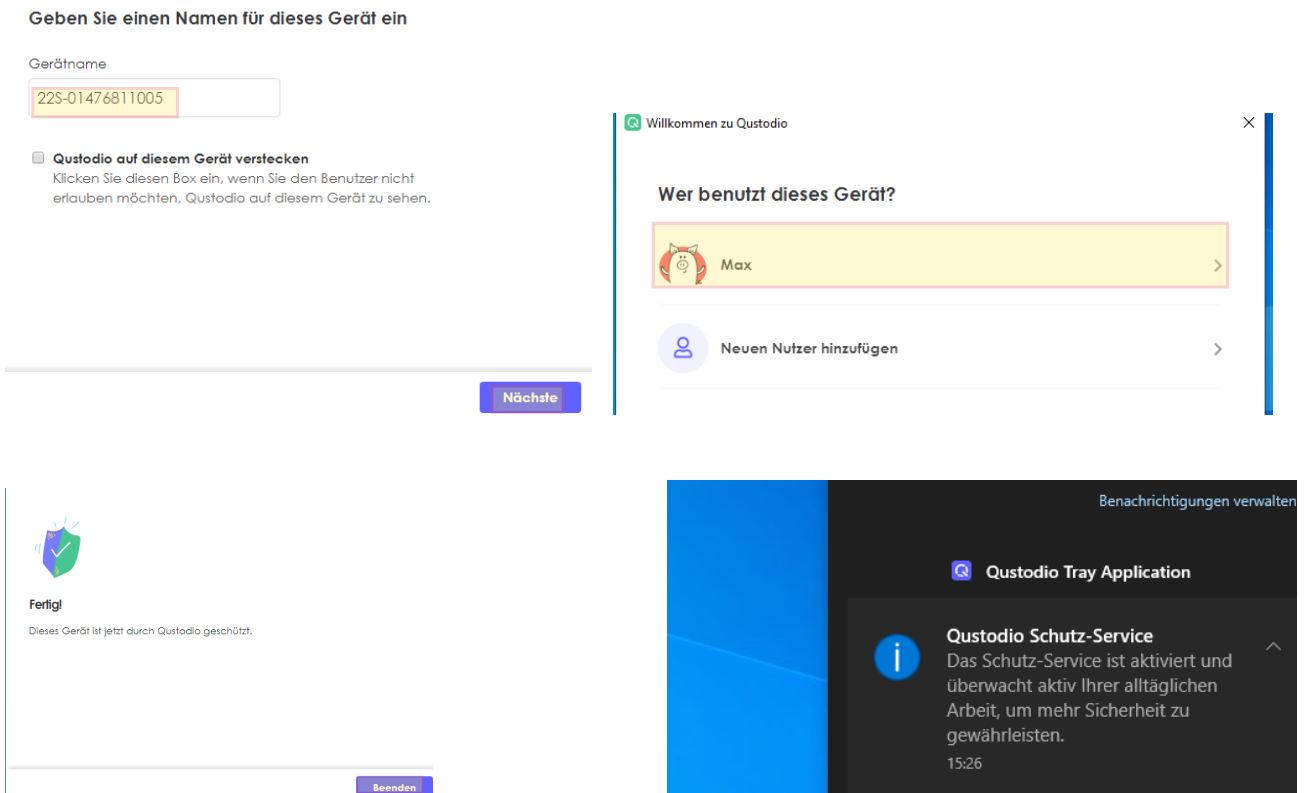 Geben Sie einen Namen für dieses Gerät ein
Gerätname
22S-01476811005
Qustodio auf diesem Gerät verstecken
Klicken Sie diesen Box ein, wenn Sie den Benutzer nicht
erlauben möchten, Qustodio auf diesem Gerät zu sehen.
Nächste
Willkommen zu Qustodio
Wer benutzt dieses Gerät?
Max
Neuen Nutzer hinzufügen
Fertig!
Dieses Gerät ist jetzt durch Qustodio geschützt.
Beenden
Benachrichtigungen verwalten
Qustodio Tray Application
Qustodio Schutz-Service
Das Schutz-Service ist aktiviert und
überwacht aktiv Ihrer alltäglichen
Arbeit, um mehr Sicherheit zu
gewährleisten.
15:26